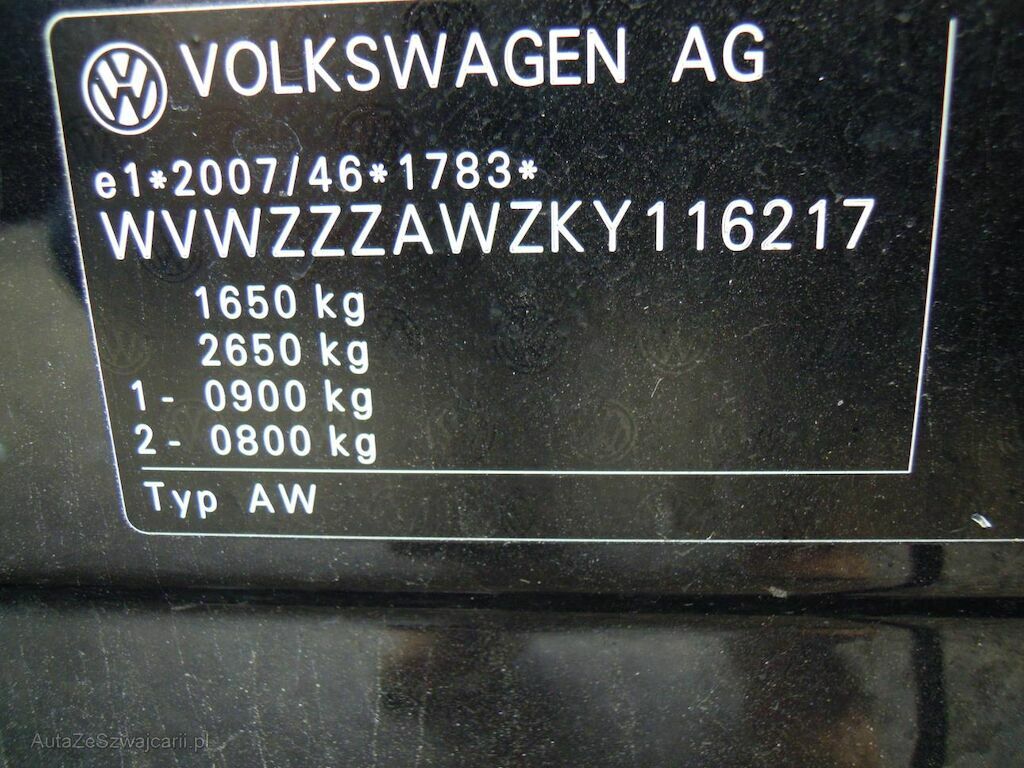 VOLKSWAGEN AG
e1*2007/46*1783*
WVWZZZAWZKY116217
1650 kg
2650 kg
1- 0900 kg
2- 0800 kg
Typ AW
AutaZeSzwajcarii.pl